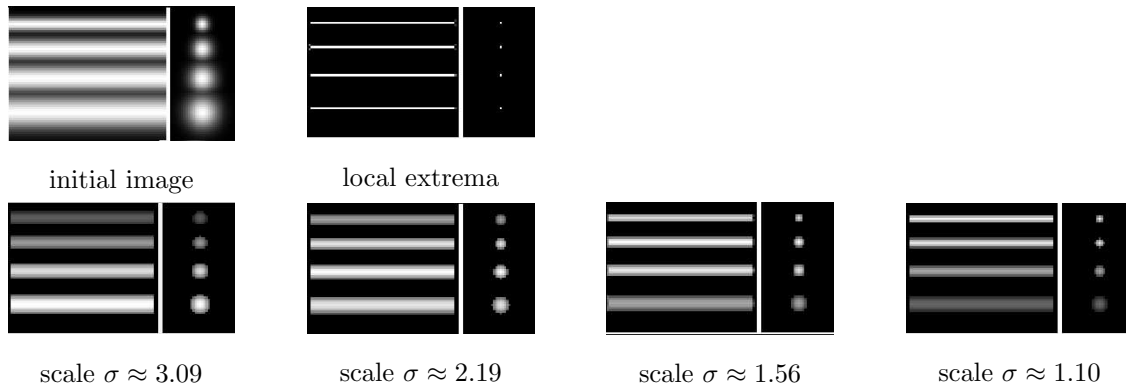 initial image
local extrema
scale σ ≈ 3.09
scale σ ≈ 2.19
scale σ ≈ 1.56
scale σ ≈ 1.10